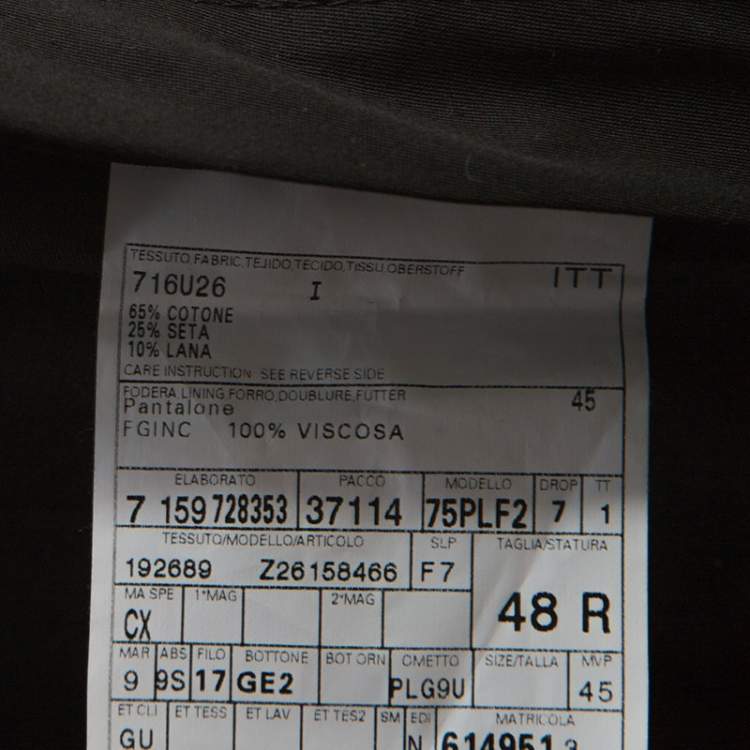 TESSUTO,FABRIC,TEJIDO,TECIDO,TISSU,OBERSTOFF
716U26 I ITT
65% COTONE
25% SETA
10% LANA
CARE INSTRUCTION SEE REVERSE SIDE
FODERA,LINING,FORRO,DOUBLURE,FUTTER 45
Pantalone
FGINC 100% VISCOSA
ELABORATO PACCO MODELLO DROP TT
7 159728353 37114 75PLF2 7 1
TESSUTO/MODELLO/ARTICOLO SLP TAGLIA/STATURA
192689 Z26158466 F7 48 R
MA SPE 1*MAG 2*MAG
CX
MAR ABS FILO BOTTONE BOT ORN OMETTO SIZE/TALLA MVP
9 9S 17 GE2 PLG9U 45
ET CLI ET TESS ET LAV ET TES2 SM EDI MATRICOLA
GU N 614951 3